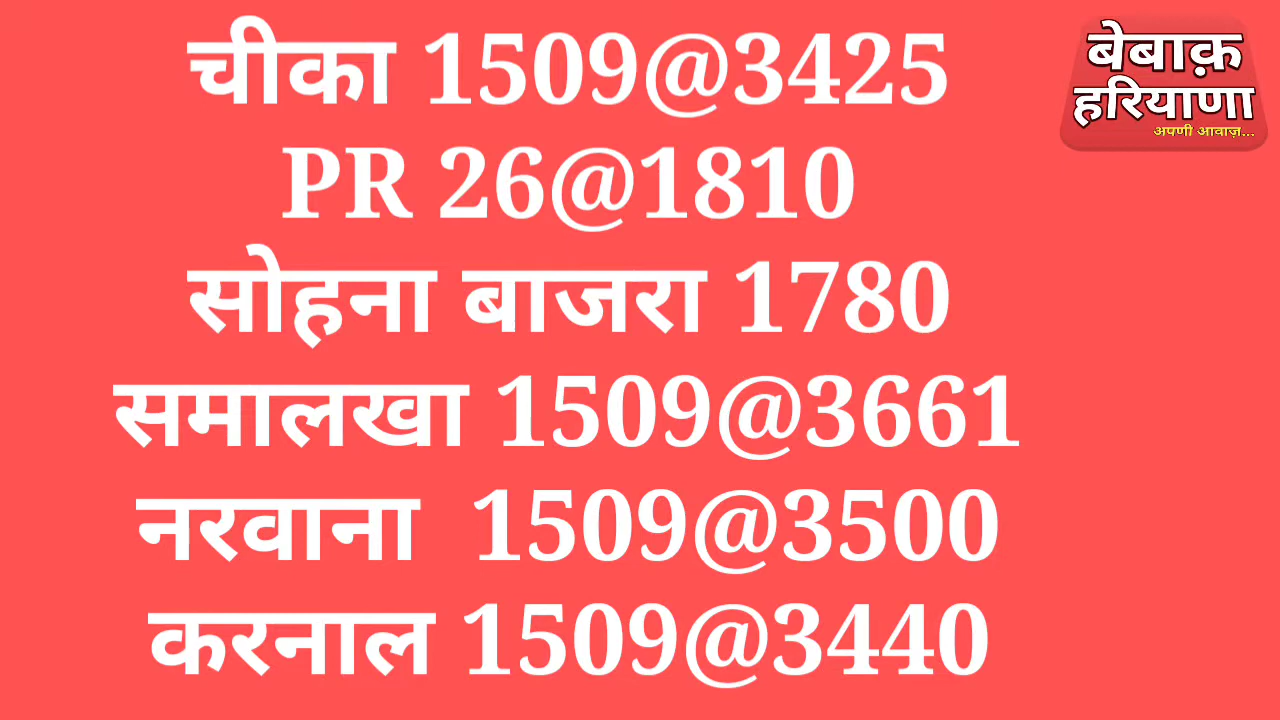 चीका 1509@3425
PR 26@1810
सोहना बाजरा 1780
समालखा 1509@3661
नरवाना 1509@3500
करनाल 1509@3440
बेबाक़
हरियाणा
अपणी आवाज़...